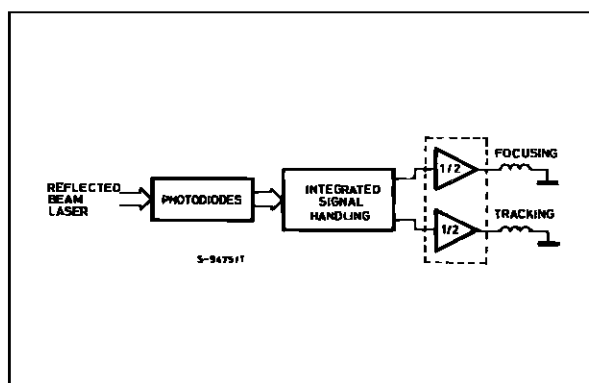 REFLECTED
BEAM
LASER
PHOTODIODES
INTEGRATED
SIGNAL
HANDLING
1/2
FOCUSING
1/2
TRACKING